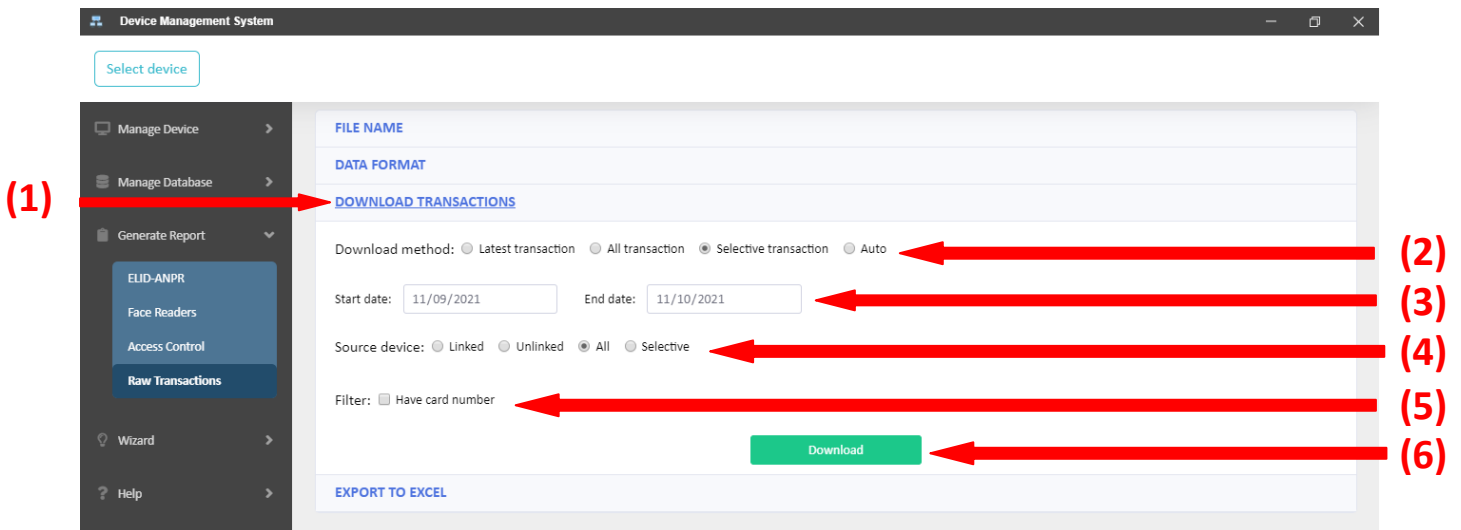 Device Management System
Select device
Manage Device
Manage Database
Generate Report
ELID-ANPR
Face Readers
Access Control
Raw Transactions
Wizard
Help
FILE NAME
DATA FORMAT
(1)
DOWNLOAD TRANSACTIONS
Download method: Latest transaction All transaction Selective transaction Auto
(2)
Start date: 11/09/2021 End date: 11/10/2021
(3)
Source device: Linked Unlinked All Selective
(4)
Filter: Have card number
(5)
Download
(6)
EXPORT TO EXCEL